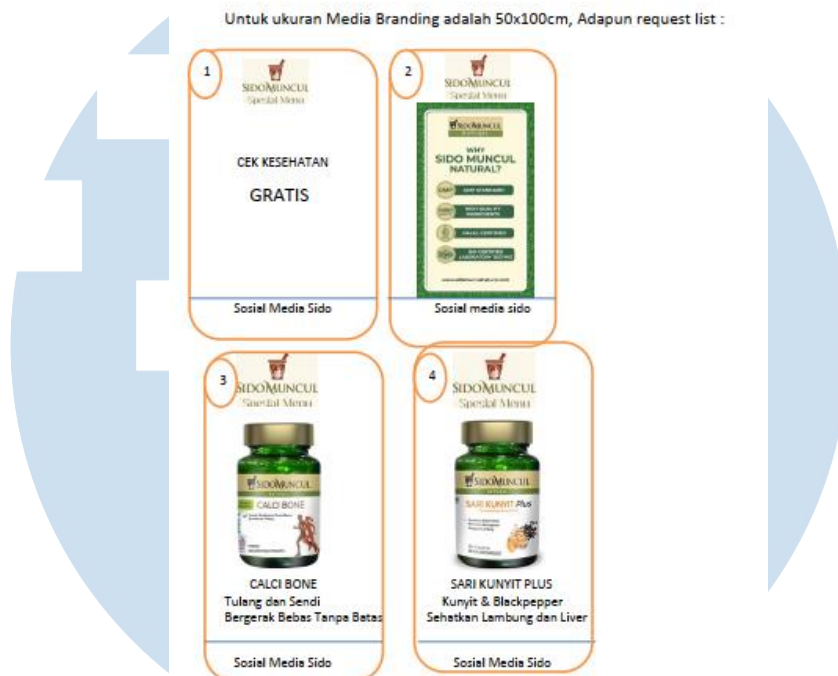 Untuk ukuran Media Branding adalah 50x100cm, Adapun request list :
1
SIDOMUNCUL
Spesial Menu
CEK KESEHATAN
GRATIS
Sosial Media Sido
2
SIDOMUNCUL
Spesial Menu
SIDOMUNCUL
WHY
SIDO MUNCUL
NATURAL?
Sosial media sido
3
SIDOMUNCUL
Spesial Menu
SIDOMUNCUL
CALCI BONE
CALCI BONE
Tulang dan Sendi
Bergerak Bebas Tanpa Batas
Sosial Media Sido
4
SIDOMUNCUL
Spesial Menu
SIDOMUNCUL
SARI KUNYIT Plus
SARI KUNYIT PLUS
Kunyit & Blackpepper
Sehatkan Lambung dan Liver
Sosial Media Sido